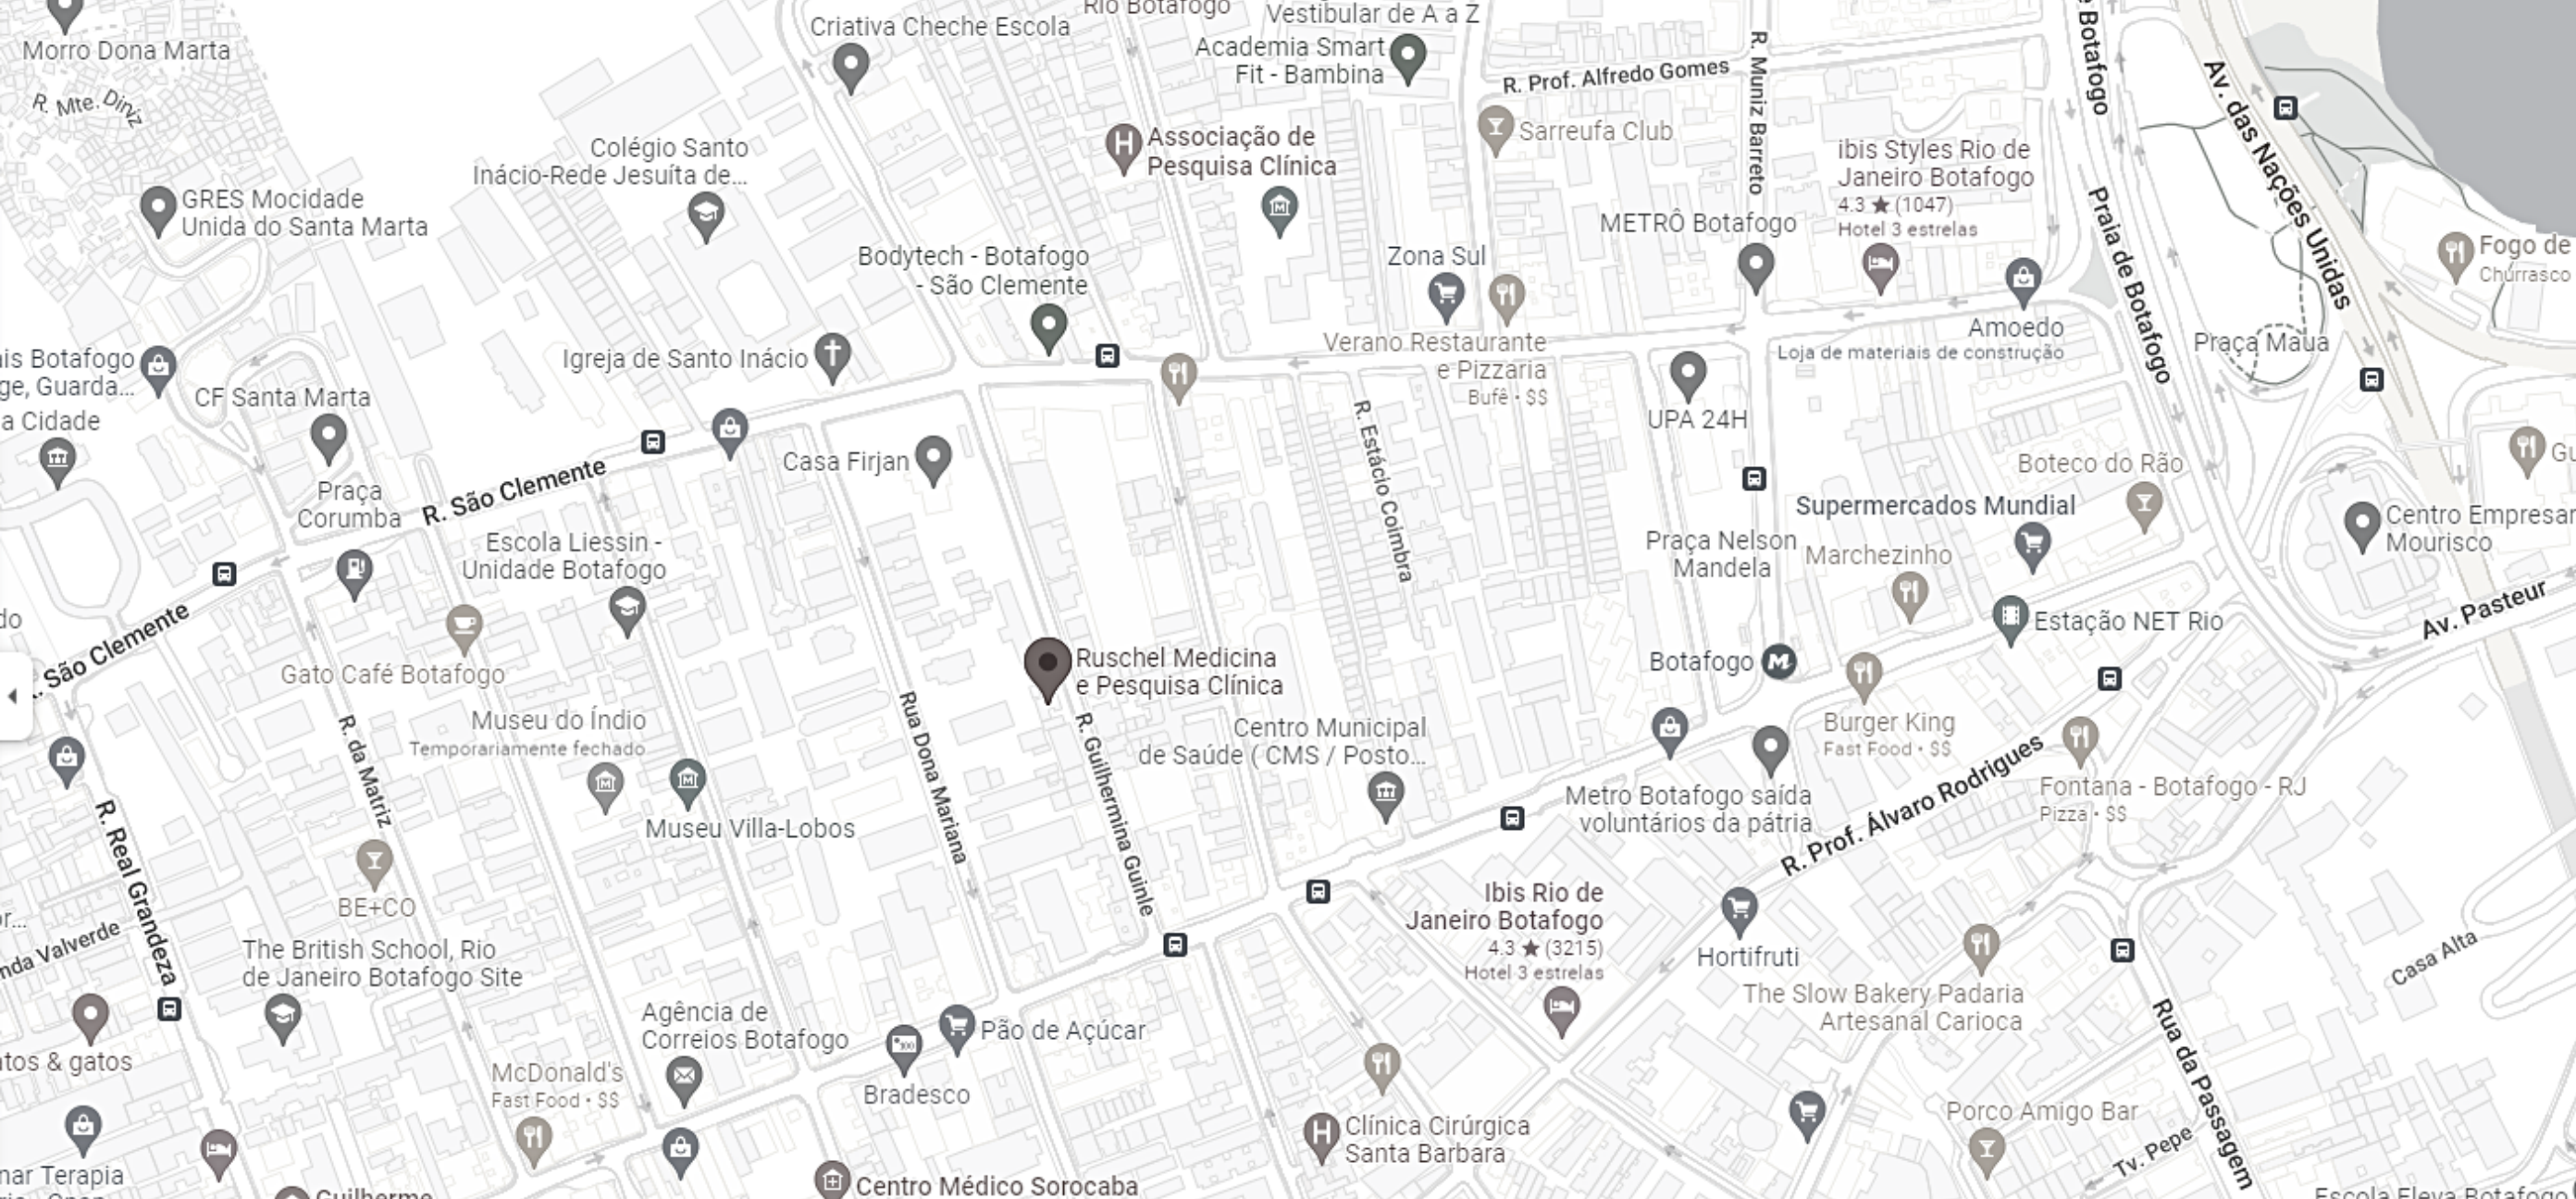 Morro Dona Marta
R. Mte. Diniz
Criativa Cheche Escola
Rio Botafogo
Vestibular de A a Z
Academia Smart
Fit - Bambina
R. Prof. Alfredo Gomes
R. Muniz Barreto
Botafogo
Av. das Nações Unidas
Praia de Botafogo
Sarreufa Club
Associação de
Pesquisa Clínica
Colégio Santo
Inácio-Rede Jesuíta de...
GRES Mocidade
Unida do Santa Marta
ibis Styles Rio de
Janeiro Botafogo
4.3 ★ (1047)
Hotel 3 estrelas
METRÔ Botafogo
Fogo de
Churrasco
Bodytech - Botafogo
- São Clemente
Zona Sul
Verano Restaurante
e Pizzaria
Bufê • $$
Amoedo
Loja de materiais de construção
Praça Mauá
Igreja de Santo Inácio
ais Botafogo
ge, Guarda...
a Cidade
CF Santa Marta
Praça
Corumba
R. São Clemente
Casa Firjan
R. Estácio Coimbra
UPA 24H
Boteco do Rão
Supermercados Mundial
Marchezinho
Praça Nelson
Mandela
Centro Empresar
Mourisco
Gu
Escola Liessin -
Unidade Botafogo
Estação NET Rio
Av. Pasteur
do
R. São Clemente
Gato Café Botafogo
Ruschel Medicina
e Pesquisa Clínica
Botafogo
Burger King
Fast Food • $$
Museu do Índio
Temporariamente fechado
Museu Villa-Lobos
R. da Matriz
Rua Dona Mariana
R. Guilhermina Guinle
Centro Municipal
de Saúde ( CMS / Posto...
Metrô Botafogo saída
voluntários da pátria
R. Prof. Álvaro Rodrigues
Fontana - Botafogo - RJ
Pizza • $$
R. Real Grandeza
BE+CO
nda Valverde
The British School, Rio
de Janeiro Botafogo Site
Ibis Rio de
Janeiro Botafogo
4.3 ★ (3215)
Hotel 3 estrelas
Hortifruti
The Slow Bakery Padaria
Artesanal Carioca
Casa Alta
Rua da Passagem
Agência de
Correios Botafogo
Pão de Açúcar
Bradesco
atos & gatos
McDonald's
Fast Food • $$
Clínica Cirúrgica
Santa Barbara
Porco Amigo Bar
Tv. Pepe
nar Terapia
Guilherme
Centro Médico Sorocaba
Escola Eleva Botafogo